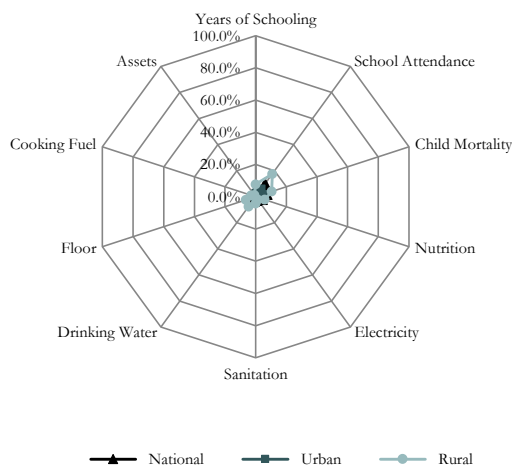 Years of Schooling
100.0%
Assets
School Attendance
80.0%
60.0%
Cooking Fuel
40.0%
Child Mortality
20.0%
0.0%
Floor
Nutrition
Drinking Water
Electricity
Sanitation
National
Urban
Rural